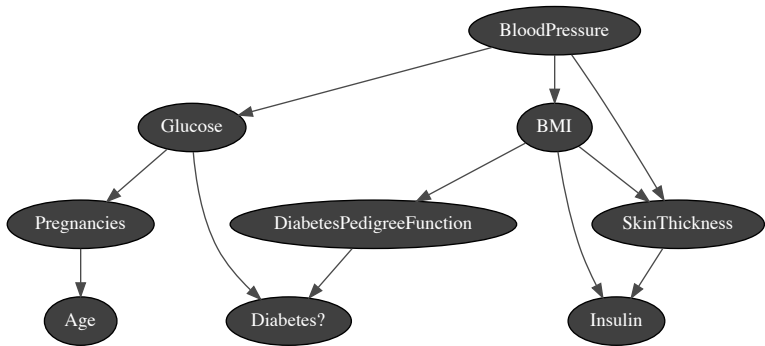 BloodPressure
Glucose
BMI
Pregnancies
DiabetesPedigreeFunction
SkinThickness
Age
Diabetes?
Insulin